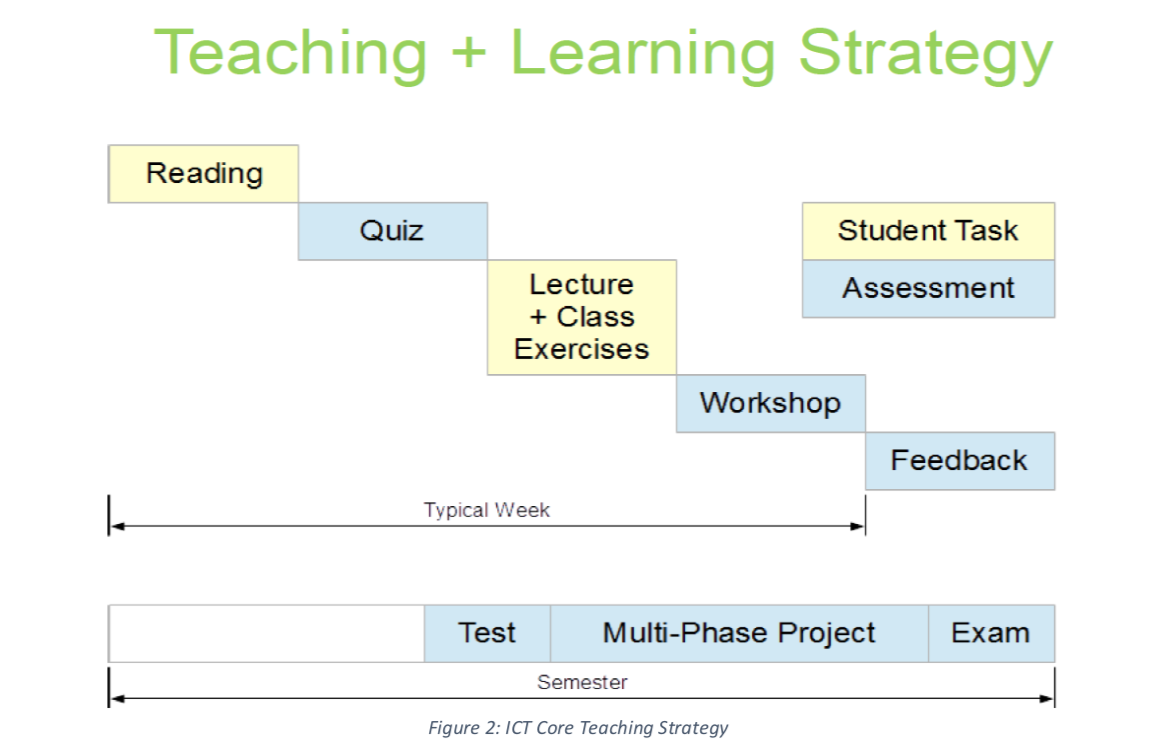 Teaching + Learning Strategy
Reading
Quiz
Student Task
Lecture
+ Class
Exercises
Assessment
Workshop
Feedback
Typical Week
Test
Multi-Phase Project
Exam
Semester
Figure 2: ICT Core Teaching Strategy